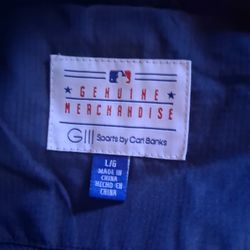 GENUINE
MERCHANDISE
GIII Sports by Carl Banks
L/G
MADE IN
CHINA
HECHO EN
CHINA